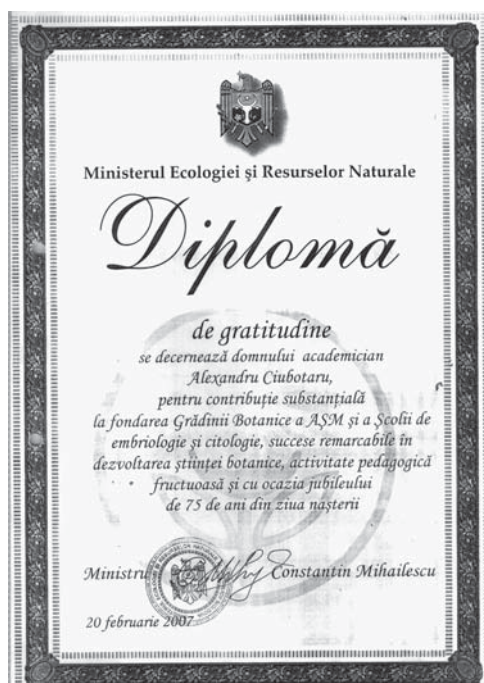 Ministerul Ecologiei şi Resurselor Naturale
Diplomă
de gratitudine
se decernează domnului academician
Alexandru Ciubotaru,
pentru contribuţie substanţială
la fondarea Grădinii Botanice a AŞM şi a Şcolii de
embriologie şi citologie, succese remarcabile în
dezvoltarea ştiinţei botanice, activitate pedagogică
fructuoasă şi cu ocazia jubileului
de 75 de ani din ziua naşterii
Ministru Constantin Mihailescu
20 februarie 2007